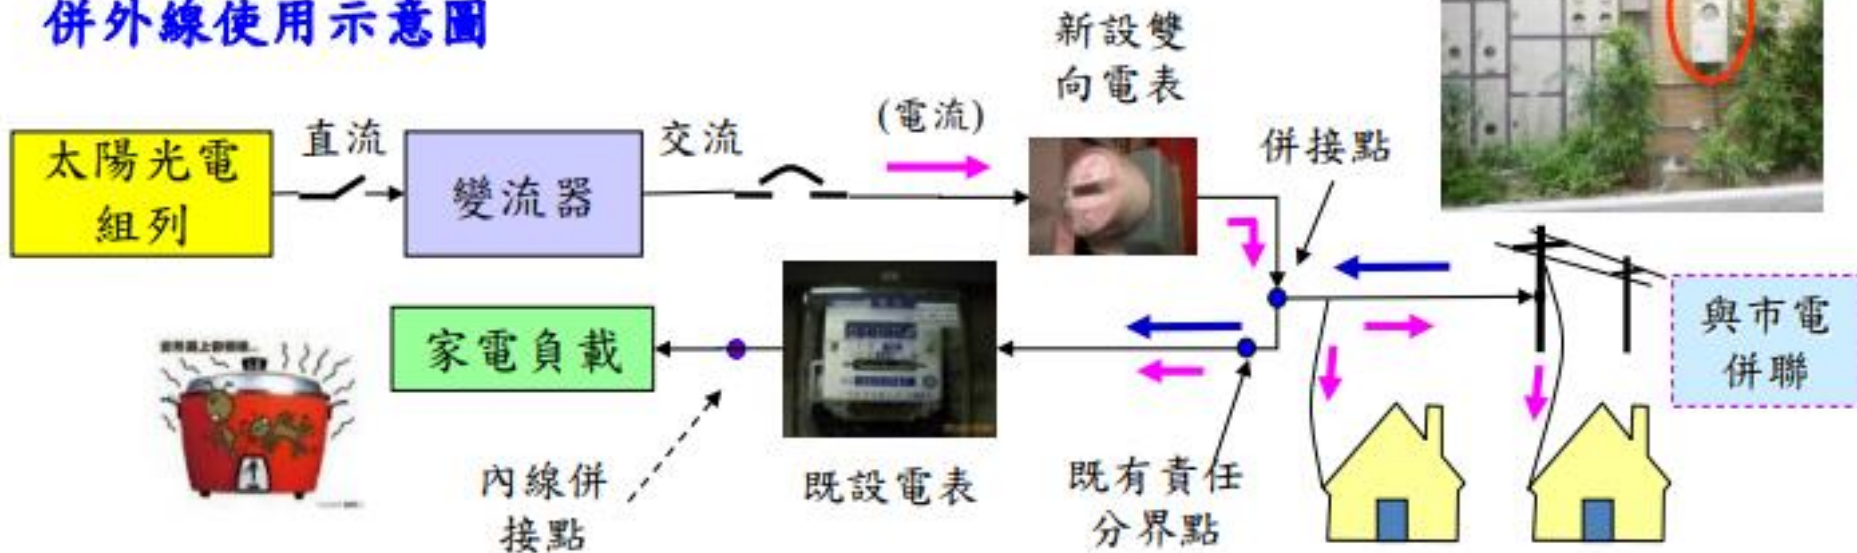 併外線使用示意圖
新設雙
向電表
(電流)
太陽光電
組列
直流
變流器
交流
併接點
家電負載
與市電
併聯
內線併
接點
既設電表
既有責任
分界點